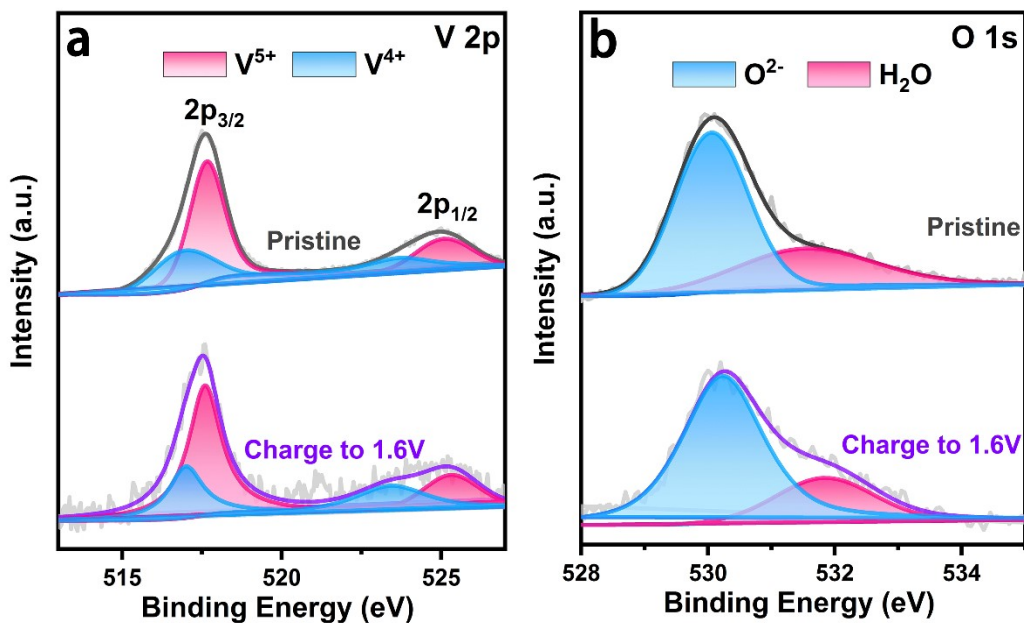 a
V 2p
V⁵⁺
V⁴⁺
2p₃/₂
2p₁/₂
Pristine
Charge to 1.6V
Intensity (a.u.)
515
520
525
Binding Energy (eV)
b
O 1s
O²⁻
H₂O
Pristine
Charge to 1.6V
Intensity (a.u.)
528
530
532
534
Binding Energy (eV)